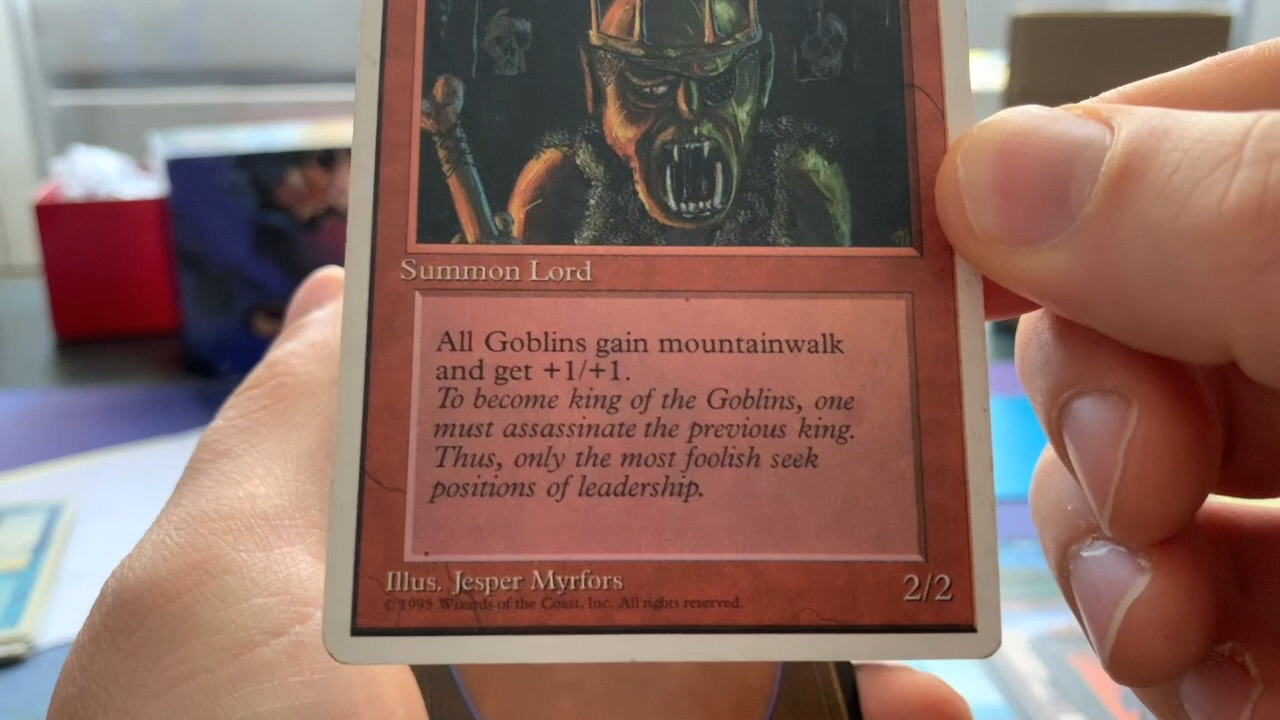 Summon Lord
All Goblins gain mountainwalk
and get +1/+1.
To become king of the Goblins, one
must assassinate the previous king.
Thus, only the most foolish seek
positions of leadership.
Illus. Jesper Myrfors
2/2
©1995 Wizards of the Coast, Inc. All rights reserved.